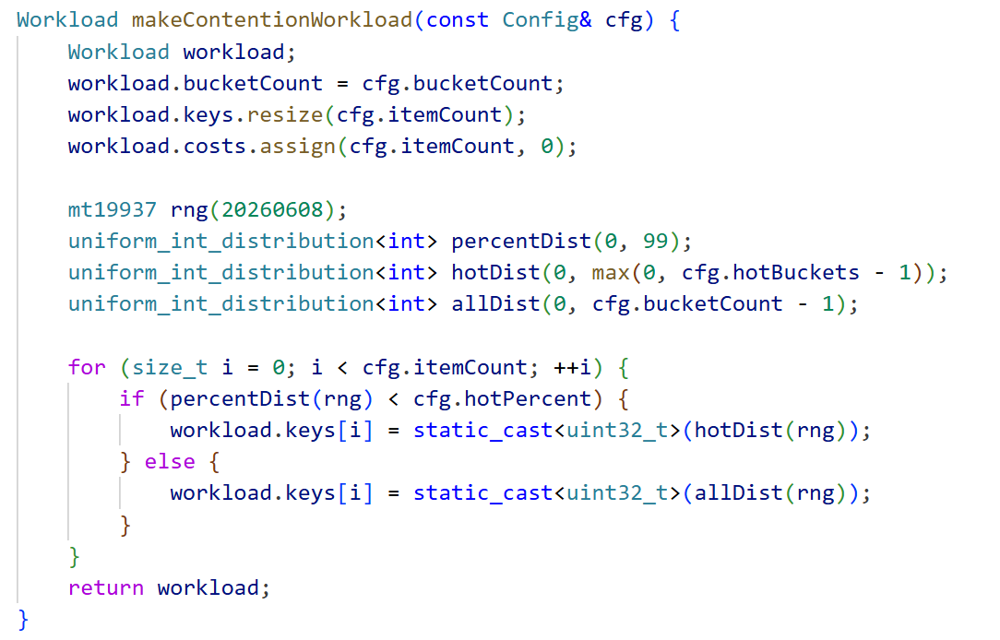 Workload makeContentionWorkload(const Config& cfg) {
    Workload workload;
    workload.bucketCount = cfg.bucketCount;
    workload.keys.resize(cfg.itemCount);
    workload.costs.assign(cfg.itemCount, 0);

    mt19937 rng(20260608);
    uniform_int_distribution<int> percentDist(0, 99);
    uniform_int_distribution<int> hotDist(0, max(0, cfg.hotBuckets - 1));
    uniform_int_distribution<int> allDist(0, cfg.bucketCount - 1);

    for (size_t i = 0; i < cfg.itemCount; ++i) {
        if (percentDist(rng) < cfg.hotPercent) {
            workload.keys[i] = static_cast<uint32_t>(hotDist(rng));
        } else {
            workload.keys[i] = static_cast<uint32_t>(allDist(rng));
        }
    }
    return workload;
}